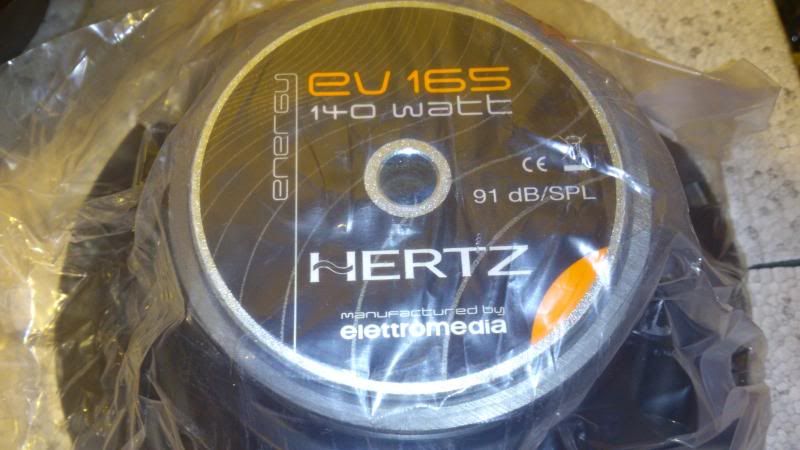 energy
EV 165
140 watt
CE
91 dB/SPL
HERTZ
manufactured by
elettromedia